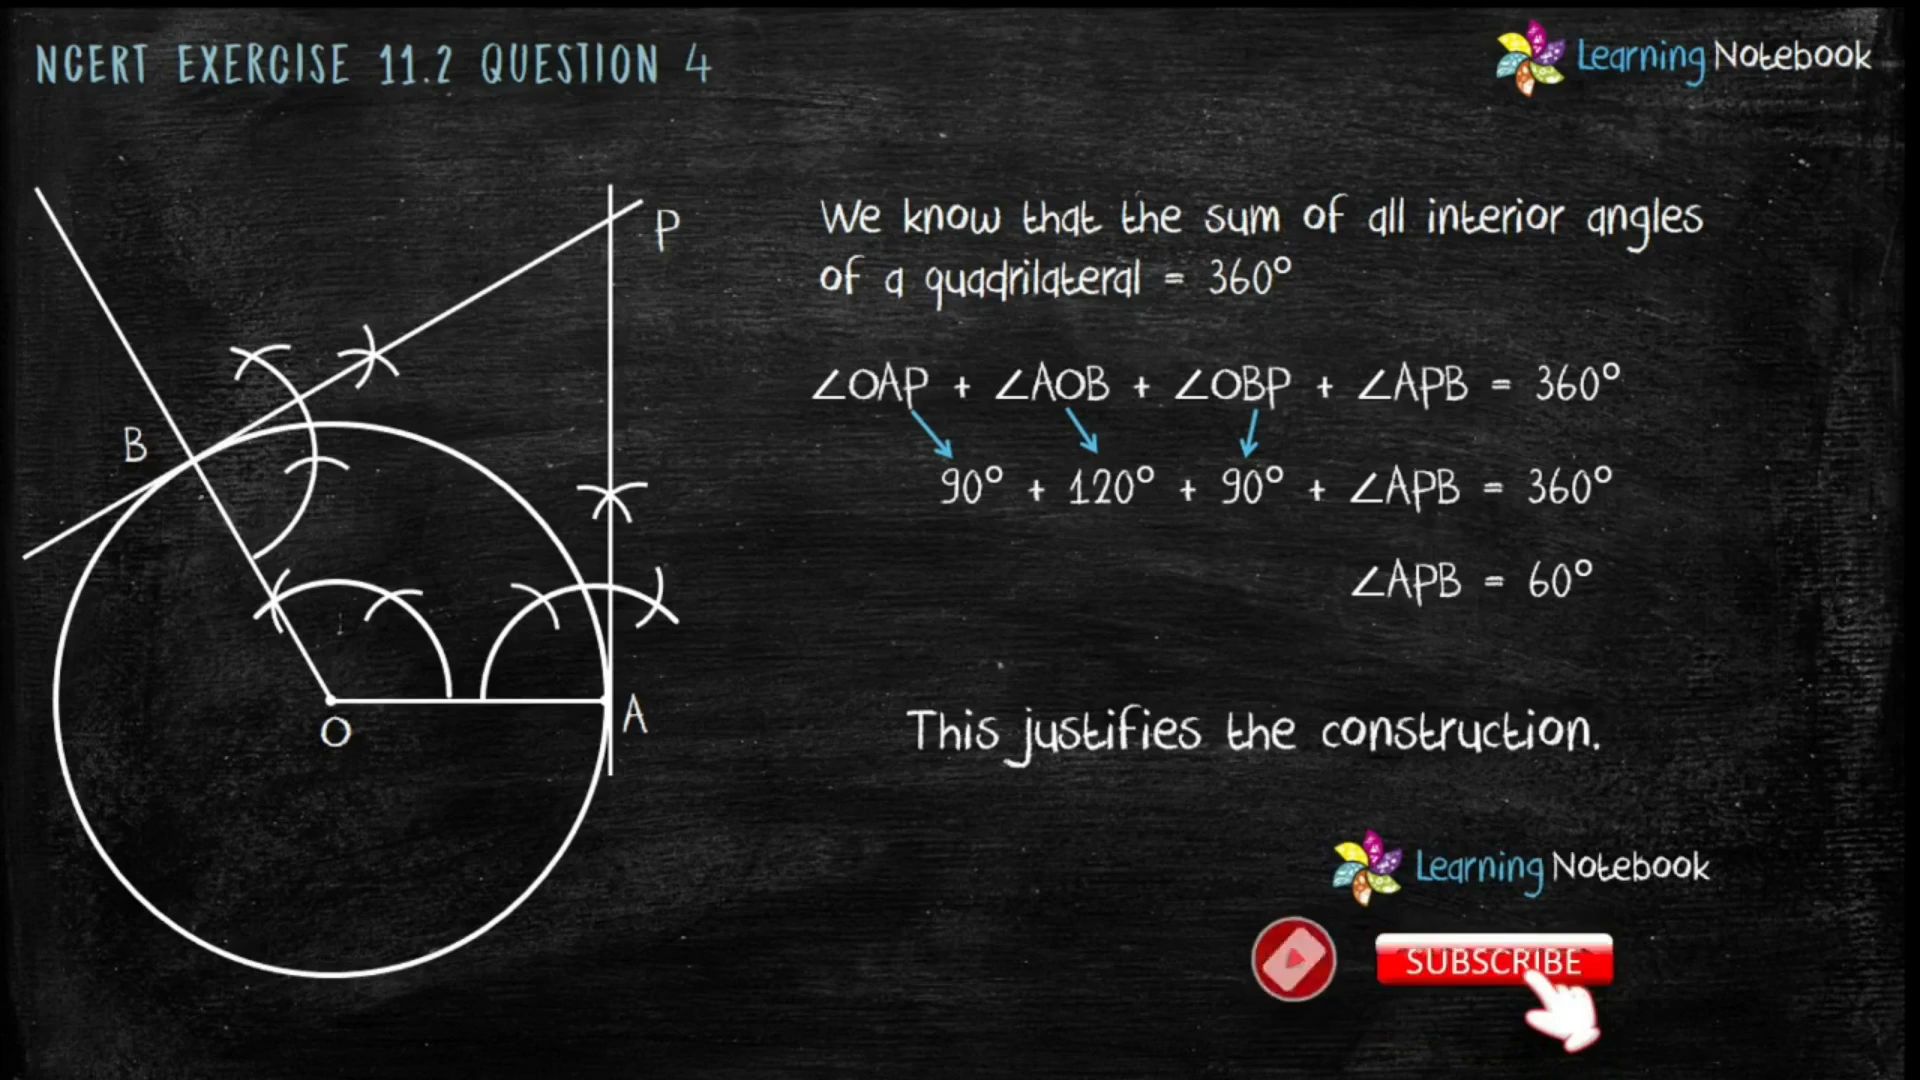 NCERT EXERCISE 11.2 QUESTION 4
Learning Notebook
We know that the sum of all interior angles
of a quadrilateral = 360°
∠OAP + ∠AOB + ∠OBP + ∠APB = 360°
90° + 120° + 90° + ∠APB = 360°
∠APB = 60°
This justifies the construction.
P
B
O
A
Learning Notebook
SUBSCRIBE